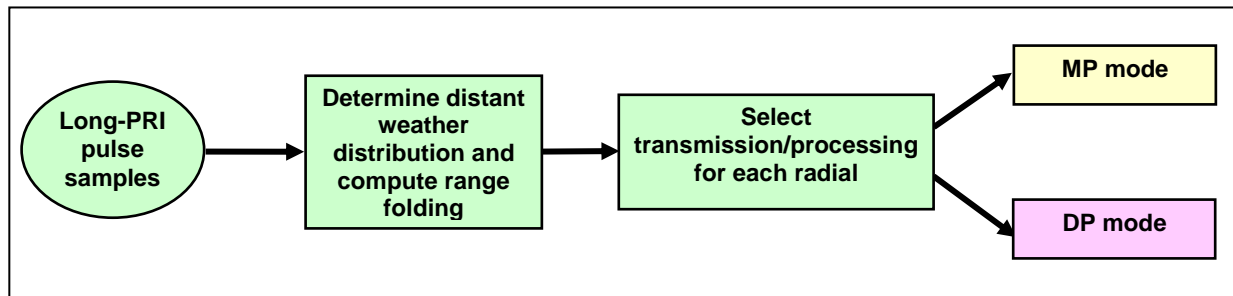 Long-PRI
pulse
samples
Determine distant
weather
distribution and
compute range
folding
Select
transmission/processing
for each radial
MP mode
DP mode